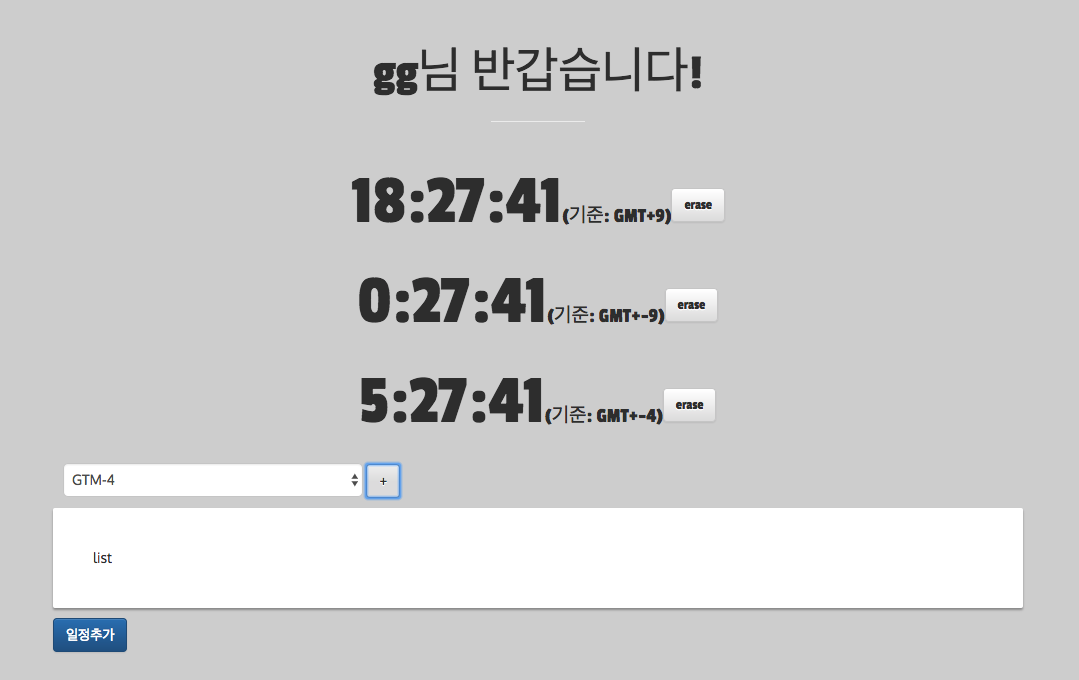 gg님 반갑습니다!
18:27:41(기준: GMT+9) erase
0:27:41(기준: GMT+-9) erase
5:27:41(기준: GMT+-4) erase
GTM-4 +
list
일정추가